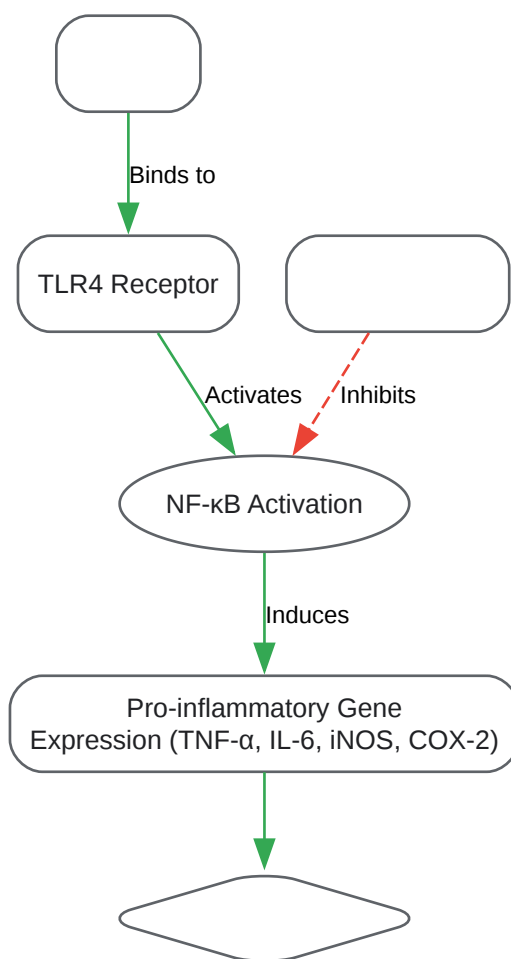 Binds to
TLR4 Receptor
Activates
Inhibits
NF-κB Activation
Induces
Pro-inflammatory Gene
Expression (TNF-α, IL-6, iNOS, COX-2)